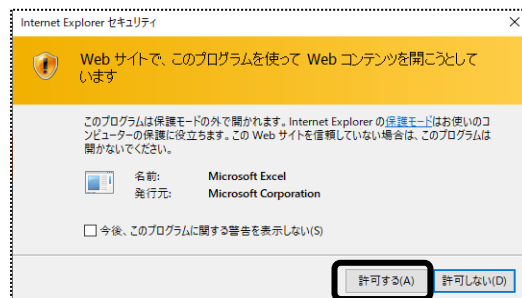 Internet Explorer セキュリティ
Web サイトで、このプログラムを使って Web コンテンツを開こうとして
います
このプログラムは保護モードの外で開かれます。Internet Explorer の保護モードはお使いのコ
ンピューターの保護に役立ちます。この Web サイトを信頼していない場合は、このプログラムは
開かないでください。
名前: Microsoft Excel
発行元: Microsoft Corporation
今後、このプログラムに関する警告を表示しない(S)
許可する(A) 許可しない(D)